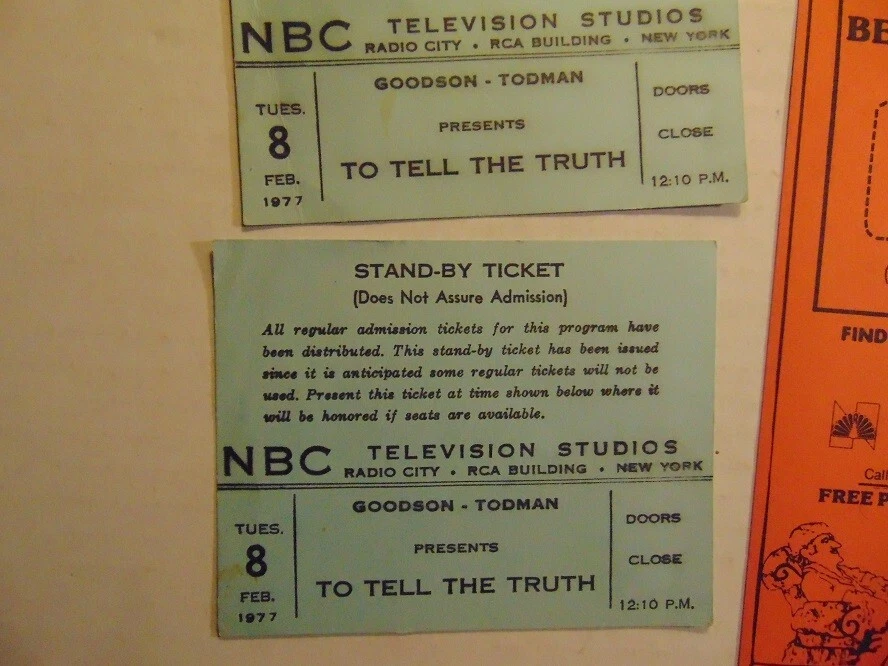 NBC TELEVISION STUDIOS
RADIO CITY • RCA BUILDING • NEW YORK
TUES.
8
FEB.
1977
GOODSON - TODMAN
PRESENTS
TO TELL THE TRUTH
DOORS
CLOSE
12:10 P.M.
STAND-BY TICKET
(Does Not Assure Admission)
All regular admission tickets for this program have
been distributed. This stand-by ticket has been issued
since it is anticipated some regular tickets will not be
used. Present this ticket at time shown below where it
will be honored if seats are available.
NBC TELEVISION STUDIOS
RADIO CITY • RCA BUILDING • NEW YORK
TUES.
8
FEB.
1977
GOODSON - TODMAN
PRESENTS
TO TELL THE TRUTH
DOORS
CLOSE
12:10 P.M.
BE
FIND
Call
FREE P